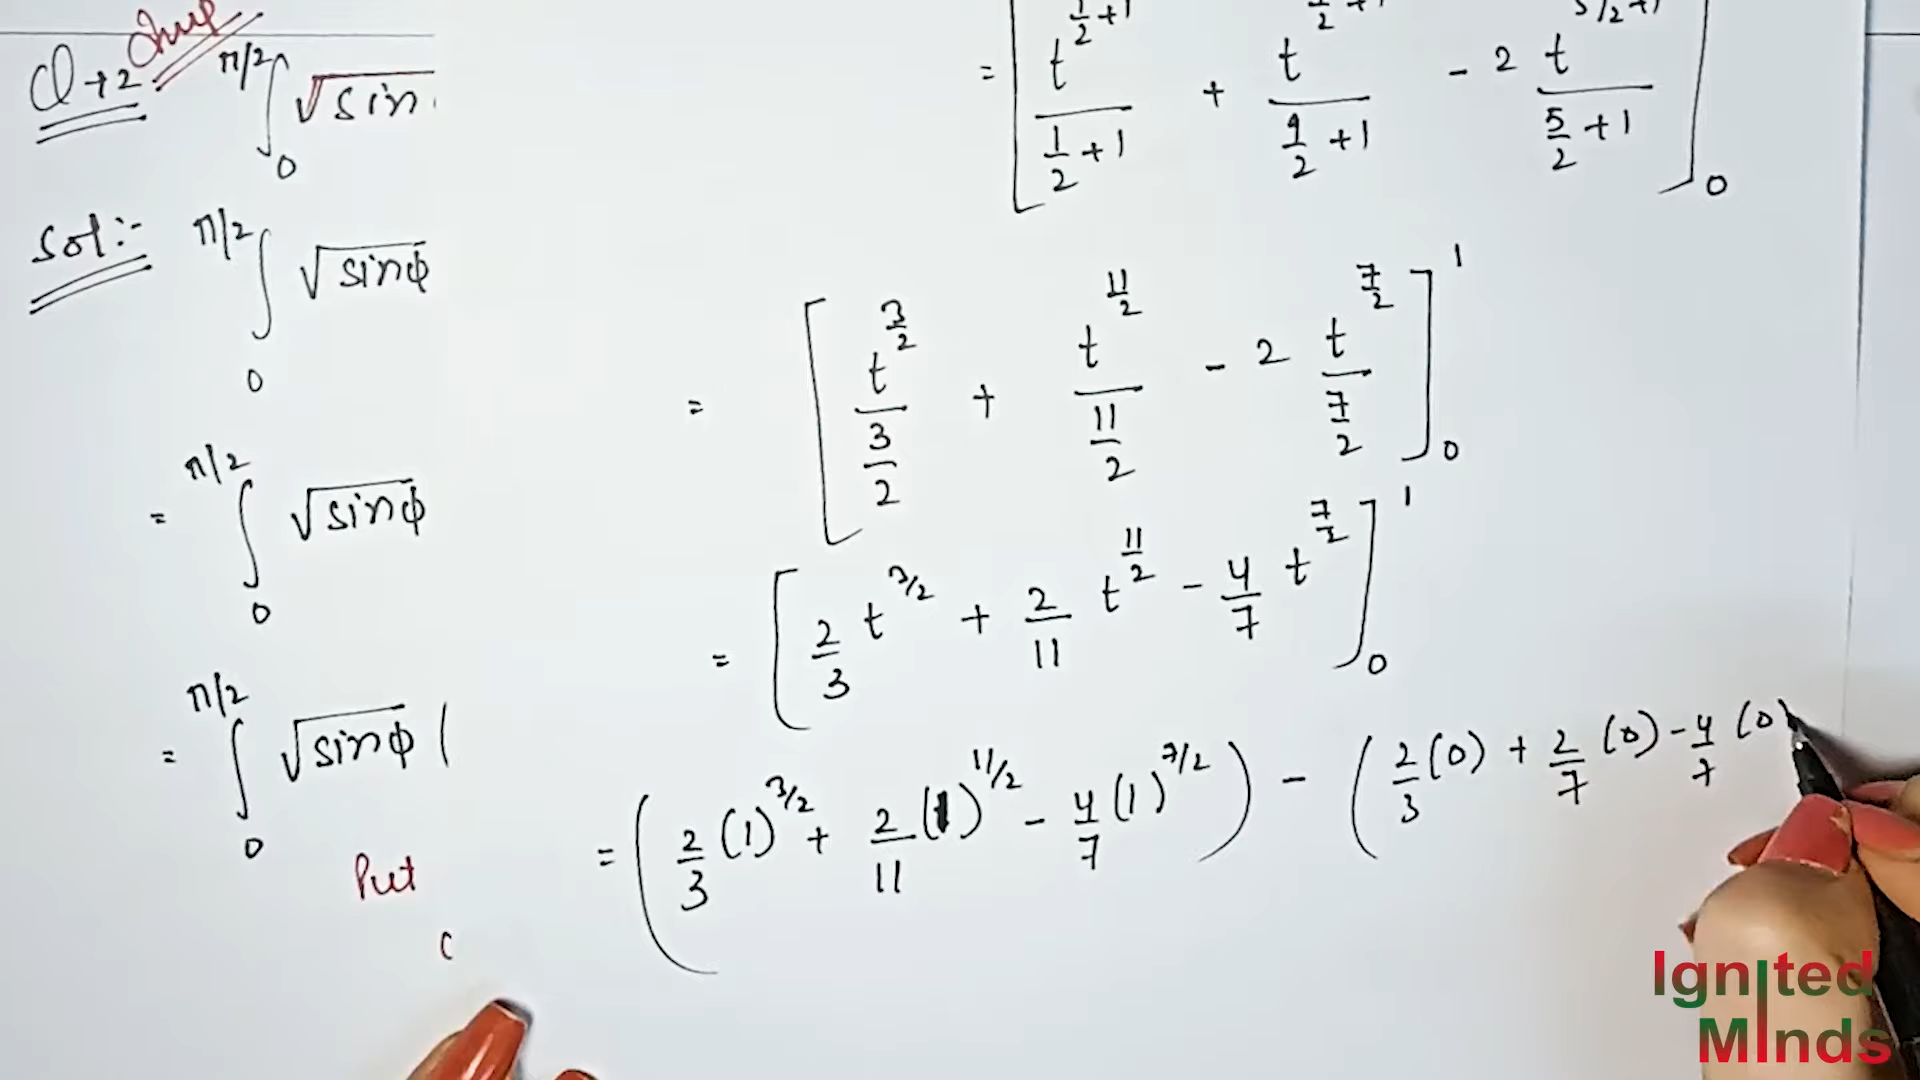 Q→2 Imp π/2 ∫ 0 √sin
Sol:- π/2 ∫ 0 √sinϕ
= π/2 ∫ 0 √sinϕ
= π/2 ∫ 0 √sinϕ (
Put
= [ t^(1/2+1) / (1/2+1) + t / (9/2+1) - 2 t^(5/2+1) / (5/2+1) ] 0
= [ t^(3/2) / (3/2) + t^(11/2) / (11/2) - 2 t^(7/2) / (7/2) ] 1 0
= [ 2/3 t^(3/2) + 2/11 t^(11/2) - 4/7 t^(7/2) ] 1 0
= ( 2/3 (1)^(3/2) + 2/11 (1)^(11/2) - 4/7 (1)^(7/2) ) - ( 2/3 (0) + 2/7 (0) - 4/7 (0)
Ignited
Minds